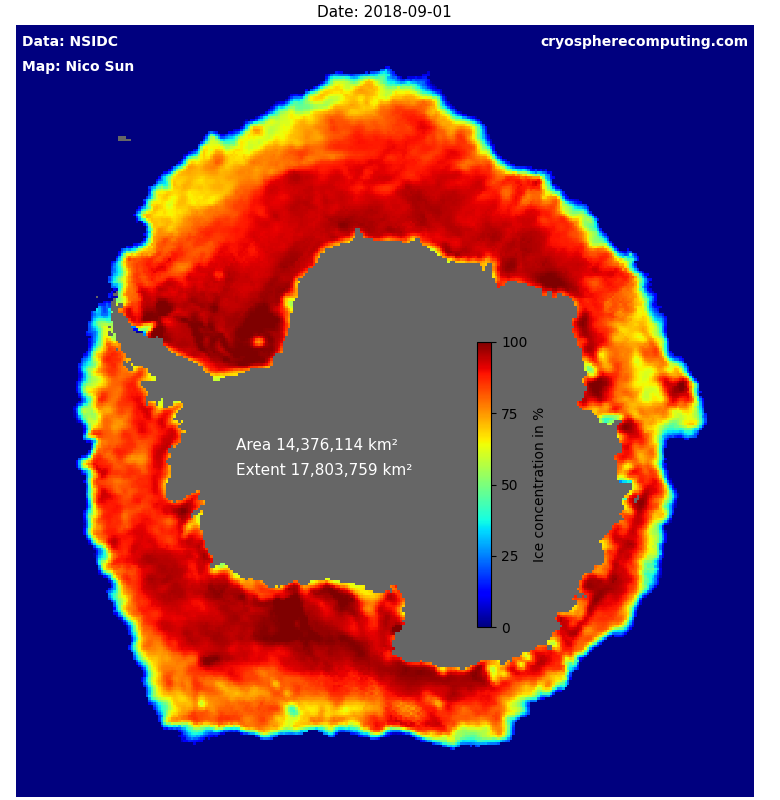 Date: 2018-09-01
Data: NSIDC
cryospherecomputing.com
Map: Nico Sun
100
75
50
25
0
Ice concentration in %
Area 14,376,114 km²
Extent 17,803,759 km²